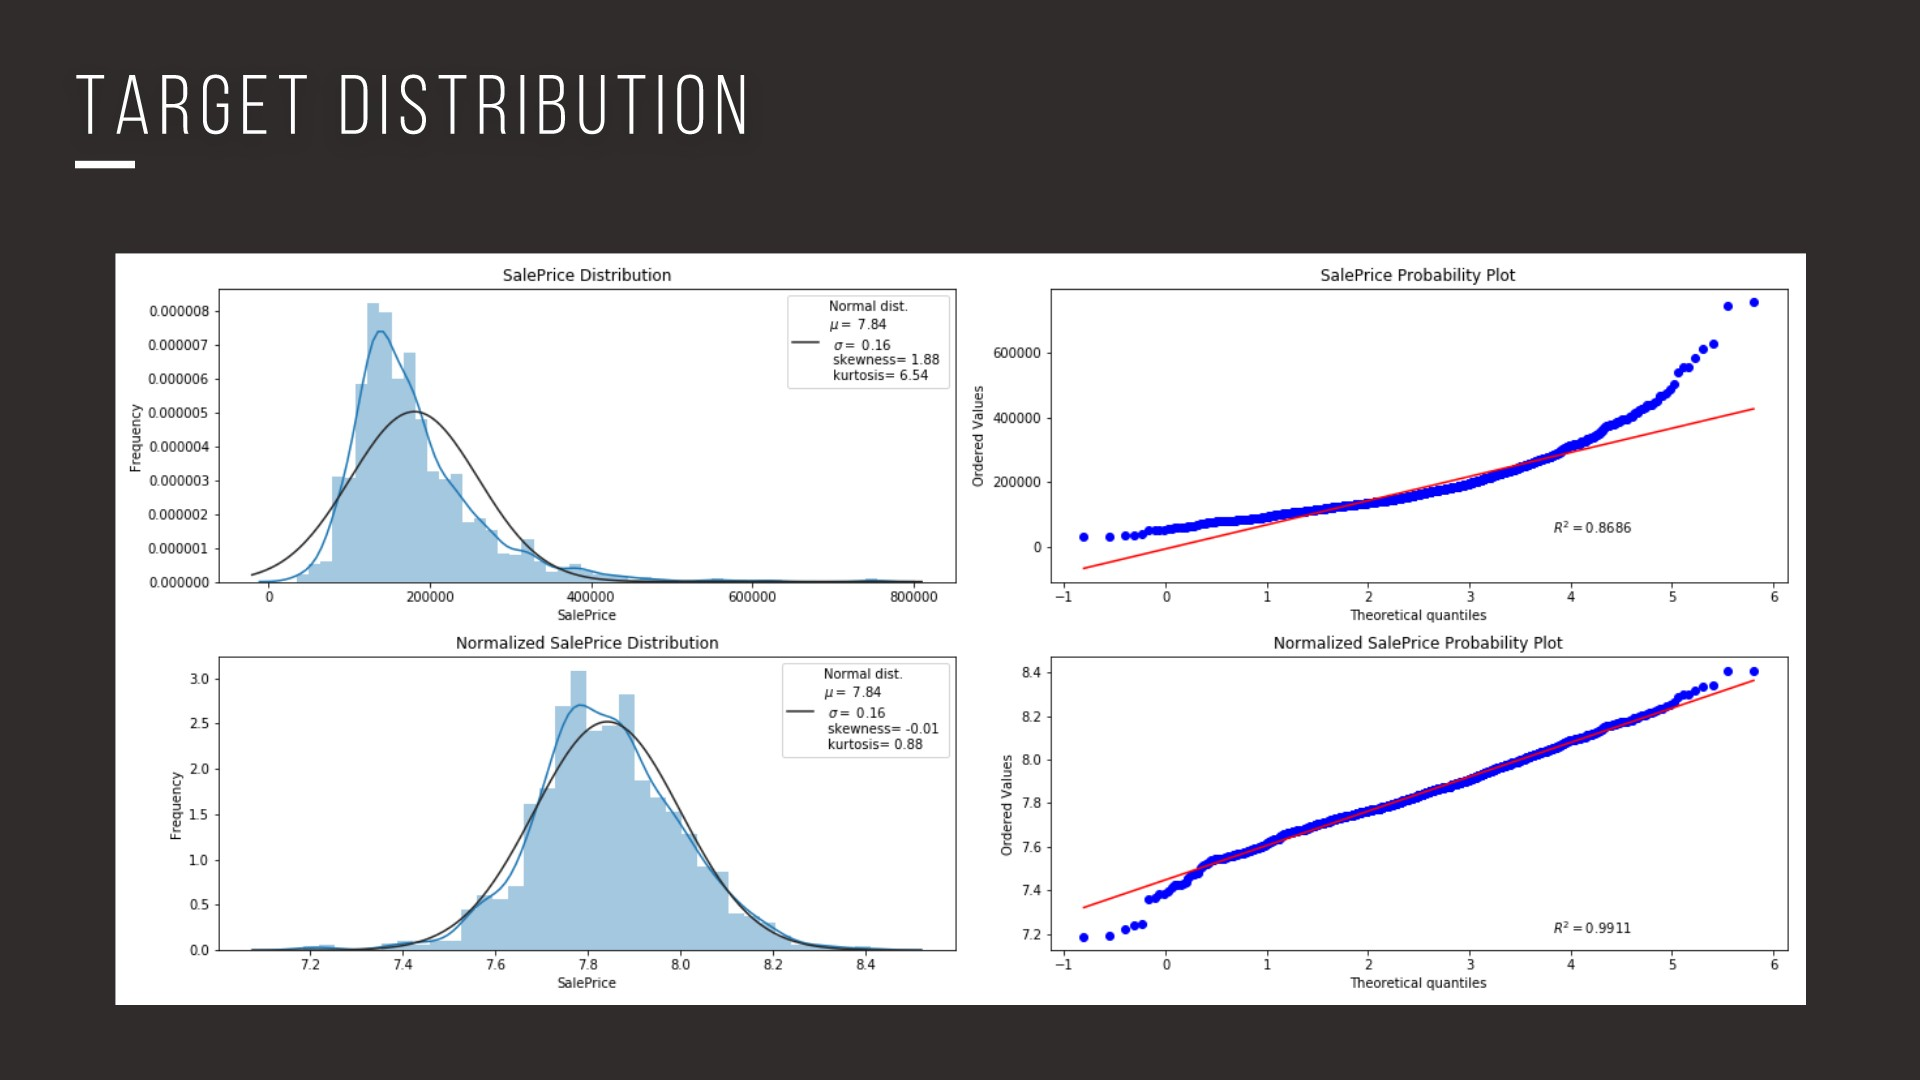 TARGET DISTRIBUTION
SalePrice Distribution
Frequency
0.000008
0.000007
0.000006
0.000005
0.000004
0.000003
0.000002
0.000001
0.000000
Normal dist.
μ = 7.84
σ = 0.16
skewness= 1.88
kurtosis= 6.54
0 200000 400000 600000 800000
SalePrice
SalePrice Probability Plot
Ordered Values
600000
400000
200000
0
R² = 0.8686
−1 0 1 2 3 4 5 6
Theoretical quantiles
Normalized SalePrice Distribution
Frequency
3.0
2.5
2.0
1.5
1.0
0.5
0.0
Normal dist.
μ = 7.84
σ = 0.16
skewness= -0.01
kurtosis= 0.88
7.2 7.4 7.6 7.8 8.0 8.2 8.4
SalePrice
Normalized SalePrice Probability Plot
Ordered Values
8.4
8.2
8.0
7.8
7.6
7.4
7.2
R² = 0.9911
−1 0 1 2 3 4 5 6
Theoretical quantiles